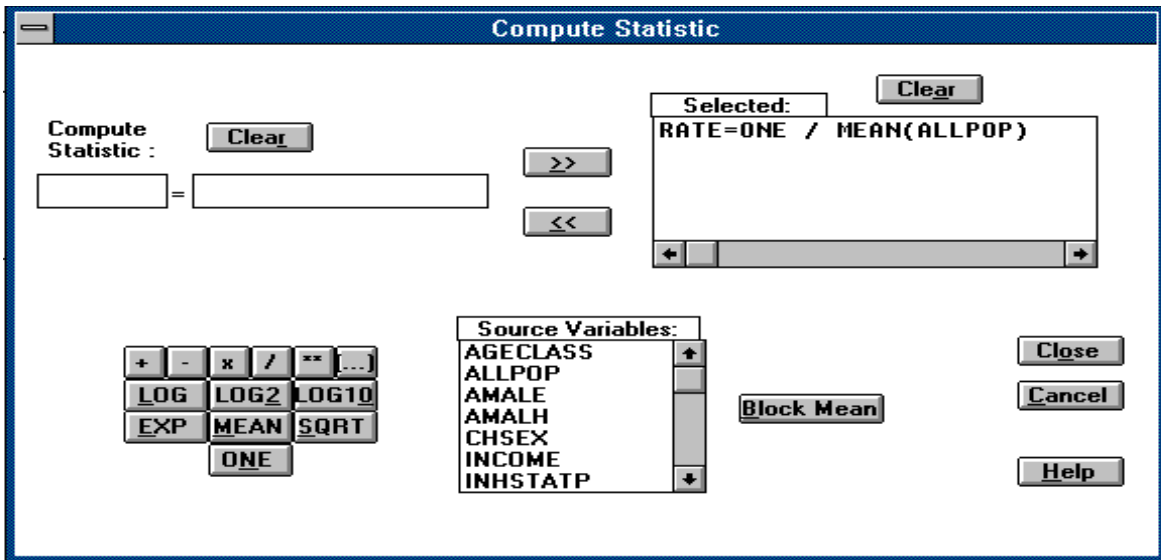 Compute Statistic
Compute
Statistic :
Clear
=
>>
<<
Clear
Selected:
RATE=ONE / MEAN(ALLPOP)
+ - x / ** (...)
LOG LOG2 LOG10
EXP MEAN SQRT
ONE
Source Variables:
AGECLASS
ALLPOP
AMALE
AMALH
CHSEX
INCOME
INHSTATP
Block Mean
Close
Cancel
Help